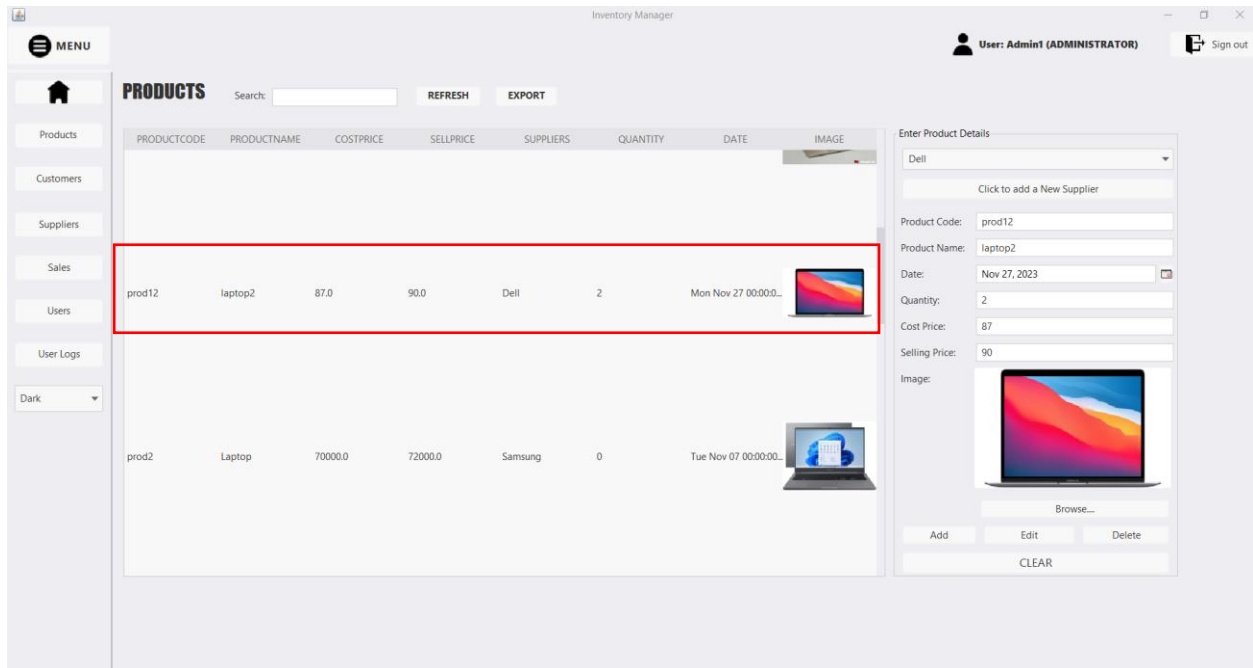 Inventory Manager
MENU
User: Admin1 (ADMINISTRATOR)
Sign out
Products
Customers
Suppliers
Sales
Users
User Logs
Dark
PRODUCTS
Search:
REFRESH
EXPORT
PRODUCTCODE PRODUCTNAME COSTPRICE SELLPRICE SUPPLIERS QUANTITY DATE IMAGE
prod12 laptop2 87.0 90.0 Dell 2 Mon Nov 27 00:00:0...
prod2 Laptop 70000.0 72000.0 Samsung 0 Tue Nov 07 00:00:00...
Enter Product Details
Dell
Click to add a New Supplier
Product Code: prod12
Product Name: laptop2
Date: Nov 27, 2023
Quantity: 2
Cost Price: 87
Selling Price: 90
Image:
Browse...
Add Edit Delete
CLEAR